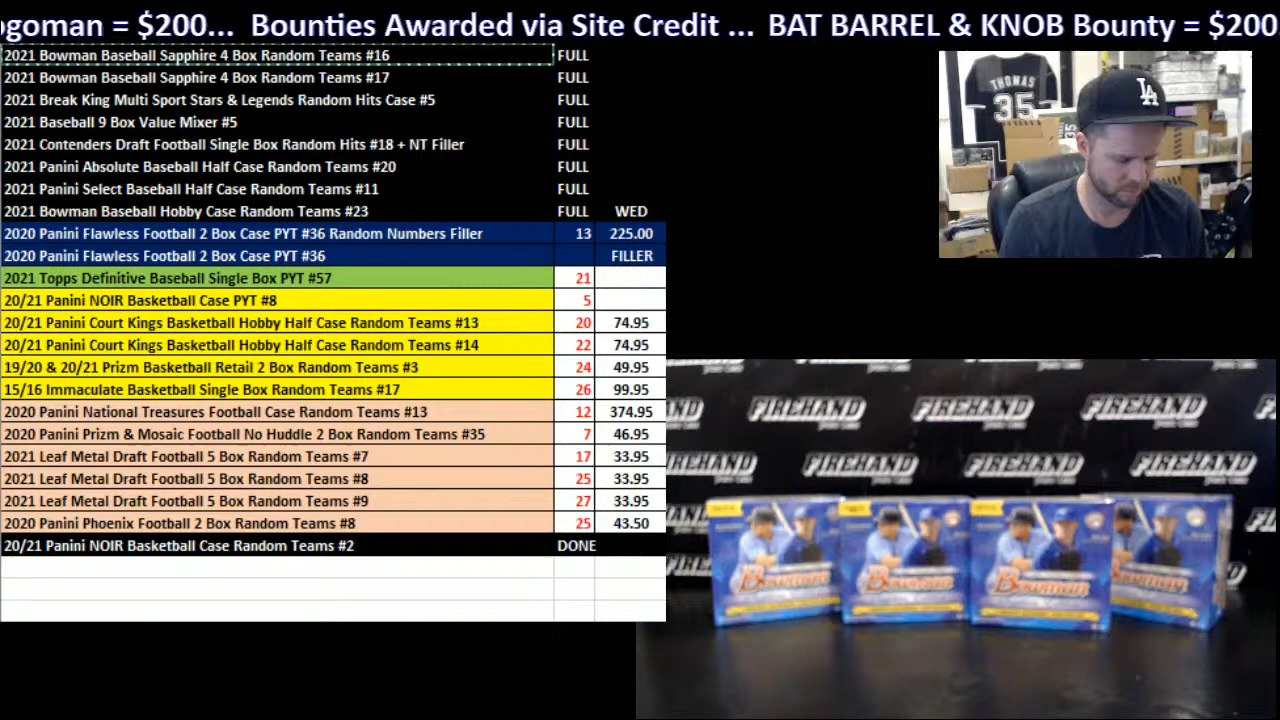 ogoman = $200... Bounties Awarded via Site Credit ... BAT BARREL & KNOB Bounty = $200
2021 Bowman Baseball Sapphire 4 Box Random Teams #16 FULL
2021 Bowman Baseball Sapphire 4 Box Random Teams #17 FULL
2021 Break King Multi Sport Stars & Legends Random Hits Case #5 FULL
2021 Baseball 9 Box Value Mixer #5 FULL
2021 Contenders Draft Football Single Box Random Hits #18 + NT Filler FULL
2021 Panini Absolute Baseball Half Case Random Teams #20 FULL
2021 Panini Select Baseball Half Case Random Teams #11 FULL
2021 Bowman Baseball Hobby Case Random Teams #23 FULL WED
2020 Panini Flawless Football 2 Box Case PYT #36 Random Numbers Filler 13 225.00
2020 Panini Flawless Football 2 Box Case PYT #36 FILLER
2021 Topps Definitive Baseball Single Box PYT #57 21
20/21 Panini NOIR Basketball Case PYT #8 5
20/21 Panini Court Kings Basketball Hobby Half Case Random Teams #13 20 74.95
20/21 Panini Court Kings Basketball Hobby Half Case Random Teams #14 22 74.95
19/20 & 20/21 Prizm Basketball Retail 2 Box Random Teams #3 24 49.95
15/16 Immaculate Basketball Single Box Random Teams #17 26 99.95
2020 Panini National Treasures Football Case Random Teams #13 12 374.95
2020 Panini Prizm & Mosaic Football No Huddle 2 Box Random Teams #35 7 46.95
2021 Leaf Metal Draft Football 5 Box Random Teams #7 17 33.95
2021 Leaf Metal Draft Football 5 Box Random Teams #8 25 33.95
2021 Leaf Metal Draft Football 5 Box Random Teams #9 27 33.95
2020 Panini Phoenix Football 2 Box Random Teams #8 25 43.50
20/21 Panini NOIR Basketball Case Random Teams #2 DONE
THOMAS
35
35
LA
FIREHAND FIREHAND FIREHAND
FIREHAND FIREHAND FIREHAND FIREHAND
Bowman Bowman Bowman Bowman